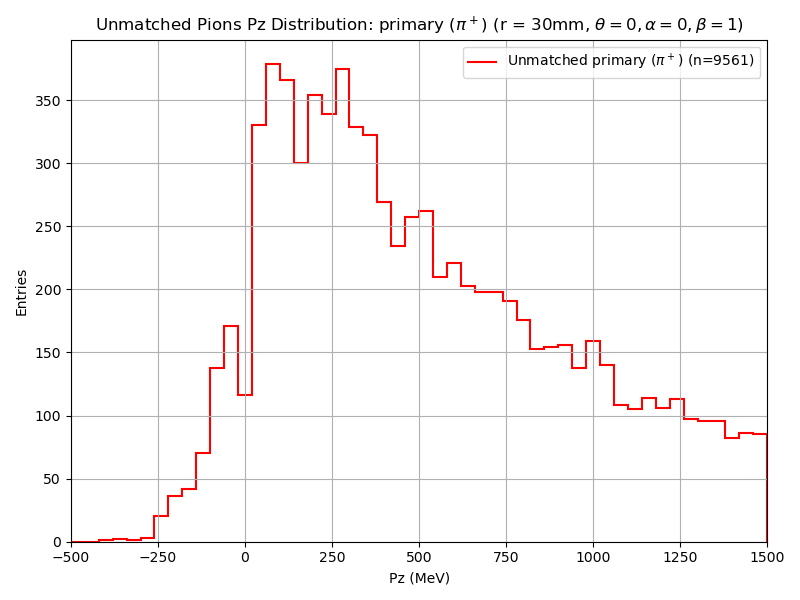 Unmatched Pions Pz Distribution: primary (π⁺) (r = 30mm, θ = 0, α = 0, β = 1)
Unmatched primary (π⁺) (n=9561)
Entries
350
300
250
200
150
100
50
0
−500 −250 0 250 500 750 1000 1250 1500
Pz (MeV)